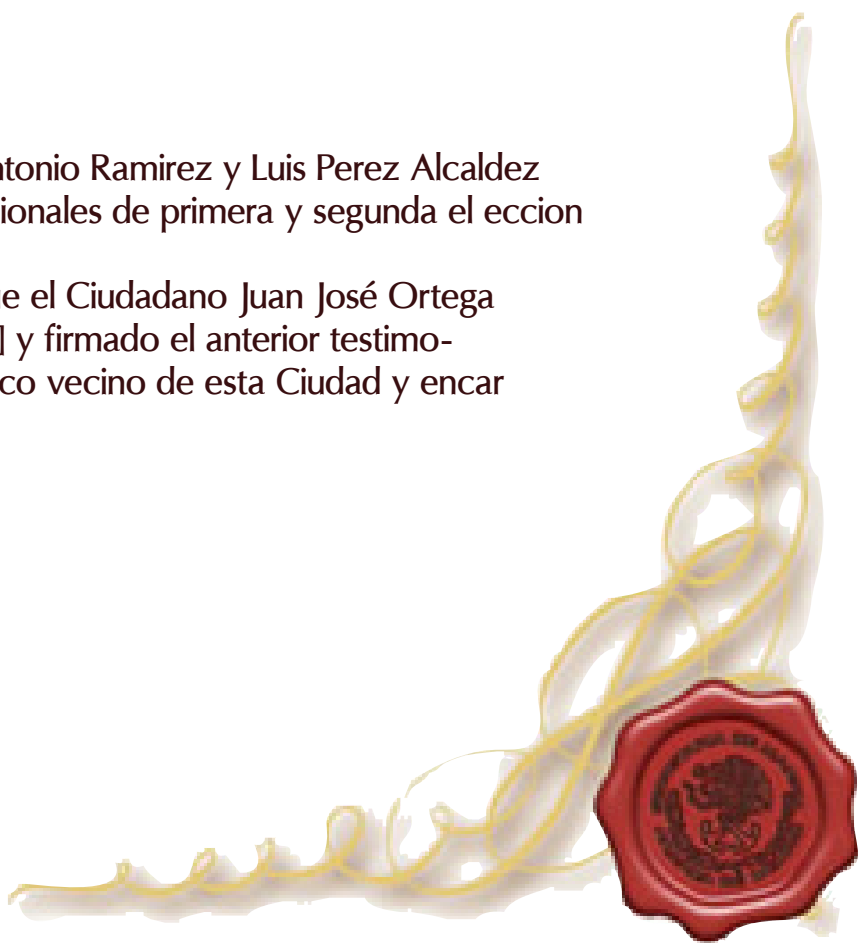 ntonio Ramirez y Luis Perez Alcaldez
ionales de primera y segunda el eccion
ue el Ciudadano Juan José Ortega
] y firmado el anterior testimo-
co vecino de esta Ciudad y encar